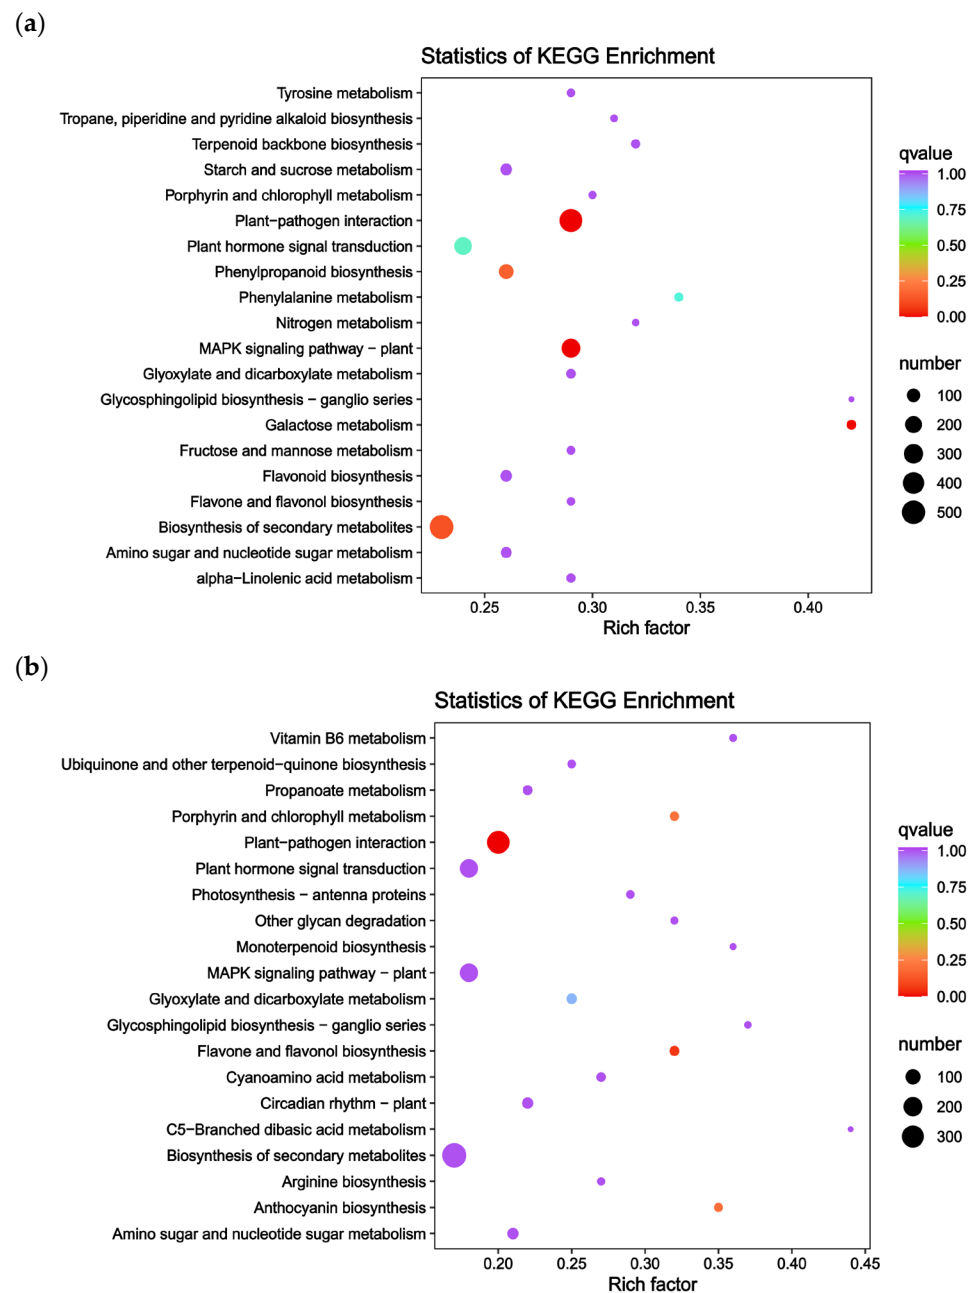 (a)
Statistics of KEGG Enrichment
Tyrosine metabolism
Tropane, piperidine and pyridine alkaloid biosynthesis
Terpenoid backbone biosynthesis
Starch and sucrose metabolism
Porphyrin and chlorophyll metabolism
Plant−pathogen interaction
Plant hormone signal transduction
Phenylpropanoid biosynthesis
Phenylalanine metabolism
Nitrogen metabolism
MAPK signaling pathway − plant
Glyoxylate and dicarboxylate metabolism
Glycosphingolipid biosynthesis − ganglio series
Galactose metabolism
Fructose and mannose metabolism
Flavonoid biosynthesis
Flavone and flavonol biosynthesis
Biosynthesis of secondary metabolites
Amino sugar and nucleotide sugar metabolism
alpha−Linolenic acid metabolism
0.25 0.30 0.35 0.40
Rich factor
qvalue
1.00
0.75
0.50
0.25
0.00
number
100
200
300
400
500
(b)
Statistics of KEGG Enrichment
Vitamin B6 metabolism
Ubiquinone and other terpenoid−quinone biosynthesis
Propanoate metabolism
Porphyrin and chlorophyll metabolism
Plant−pathogen interaction
Plant hormone signal transduction
Photosynthesis − antenna proteins
Other glycan degradation
Monoterpenoid biosynthesis
MAPK signaling pathway − plant
Glyoxylate and dicarboxylate metabolism
Glycosphingolipid biosynthesis − ganglio series
Flavone and flavonol biosynthesis
Cyanoamino acid metabolism
Circadian rhythm − plant
C5−Branched dibasic acid metabolism
Biosynthesis of secondary metabolites
Arginine biosynthesis
Anthocyanin biosynthesis
Amino sugar and nucleotide sugar metabolism
0.20 0.25 0.30 0.35 0.40 0.45
Rich factor
qvalue
1.00
0.75
0.50
0.25
0.00
number
100
200
300